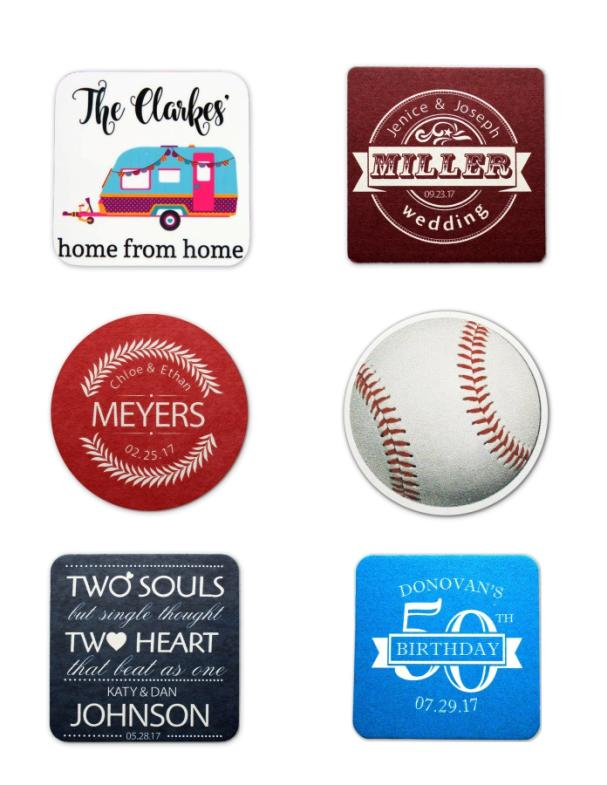 The Clarkes'
home from home
Jenice & Joseph
MILLER
09.23.17
wedding
Chloe & Ethan
MEYERS
02.25.17
TWO SOULS
but single thought
TW♥ HEART
that beat as one
KATY & DAN
JOHNSON
05.28.17
DONOVAN'S
50TH
BIRTHDAY
07.29.17